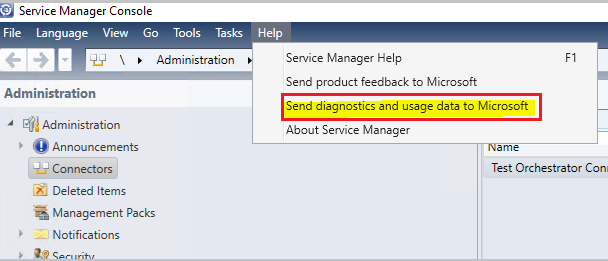 Service Manager Console
File Language View Go Tools Tasks Help
\ Administration
Service Manager Help F1
Send product feedback to Microsoft
Send diagnostics and usage data to Microsoft
About Service Manager
Administration
Administration
Announcements
Connectors
Deleted Items
Management Packs
Notifications
Security
Name
Test Orchestrator Conn